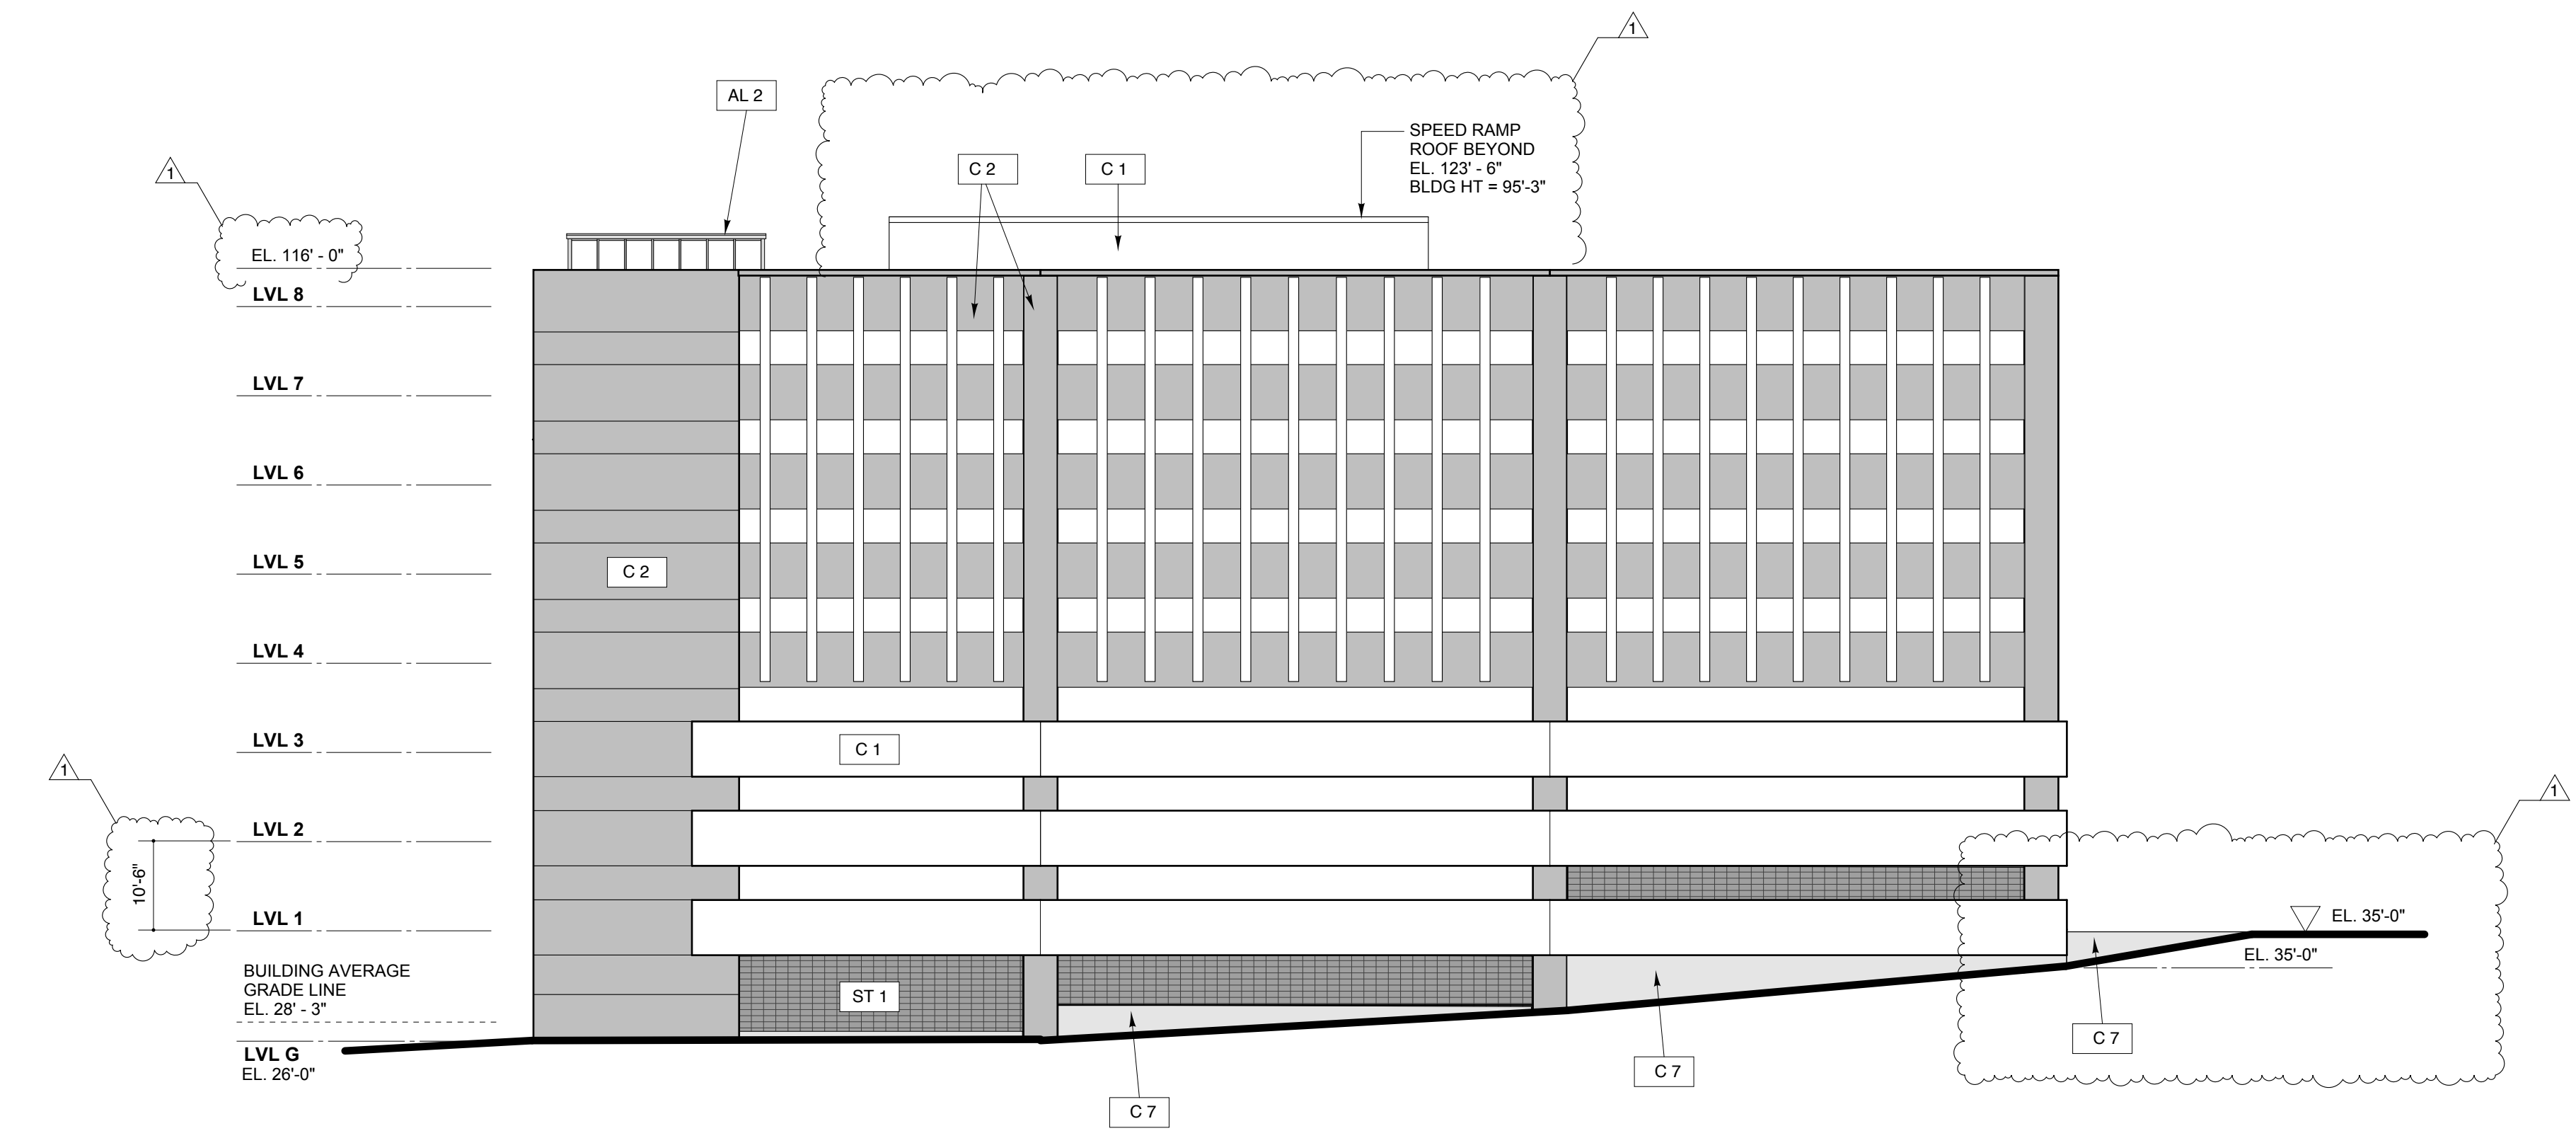 1
AL 2
SPEED RAMP
ROOF BEYOND
EL. 123' - 6"
BLDG HT = 95'-3"
C 2
C 1
1
EL. 116' - 0"
LVL 8
LVL 7
LVL 6
LVL 5
C 2
LVL 4
LVL 3
C 1
1
1
LVL 2
10'-6"
LVL 1
EL. 35'-0"
EL. 35'-0"
BUILDING AVERAGE
GRADE LINE
EL. 28' - 3"
ST 1
C 7
LVL G
EL. 26'-0"
C 7
C 7